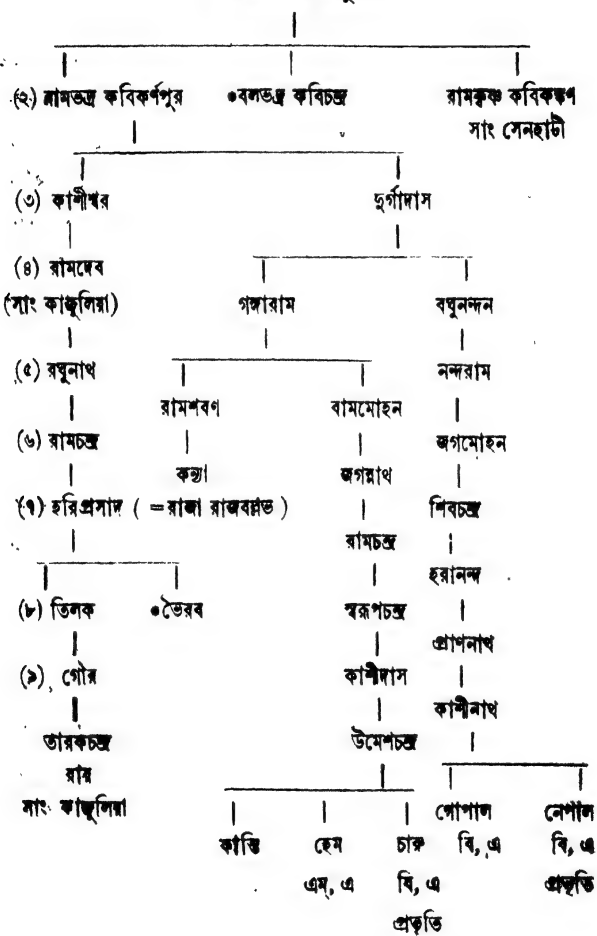 (২) রামভদ্র কবিকর্ণপুর •বলভদ্র কবিচন্দ্র রামকৃষ্ণ কবিকঙ্কণ
সাং সেনহাটী
(৩) কাশীশ্বর দুর্গাদাস
(৪) রামদেব
(সাং কাজুলিয়া) গঙ্গারাম বঘুনন্দন
(৫) রঘুনাথ নন্দরাম
রামশবণ বামমোহন
(৬) রামচন্দ্র জগমোহন
কন্যা জগন্নাথ
(৭) হরিপ্রসাদ ( =রাজা রাজবল্লভ ) শিবচন্দ্র
রামচন্দ্র
হরানন্দ
(৮) তিলক •ভৈরব স্বরূপচন্দ্র
প্রাণনাথ
(৯) গৌর কাশীদাস
কাশীনাথ
তারকচন্দ্র উমেশচন্দ্র
রায়
সাং কাজুলিয়া গোপাল নেপাল
কান্তি হেম চারু বি, এ বি, এ
এম্, এ বি, এ প্রভৃতি
প্রভৃতি